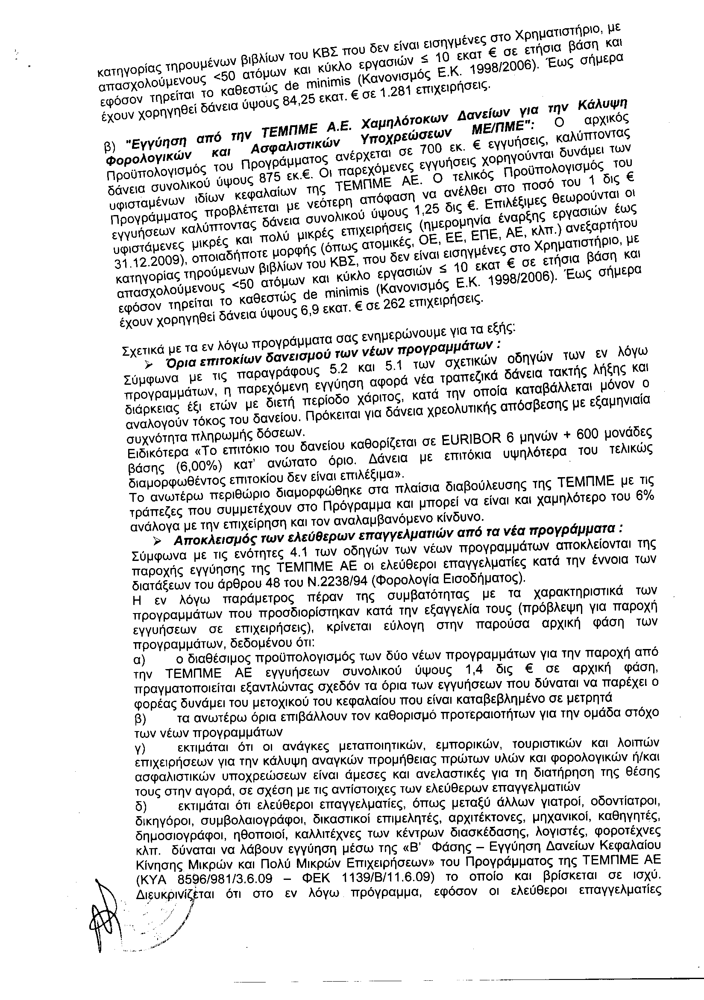 κατηγορίας τηρουμένων βιβλίων του ΚΒΣ που δεν είναι εισηγμένες στο Χρηματιστήριο, με
απασχολούμενους <50 ατόμων και κύκλο εργασιών ≤ 10 εκατ € σε ετήσια βάση και
εφόσον τηρείται το καθεστώς de minimis (Κανονισμός Ε.Κ. 1998/2006). Έως σήμερα
έχουν χορηγηθεί δάνεια ύψους 84,25 εκατ. € σε 1.281 επιχειρήσεις.
β) "Εγγύηση από την ΤΕΜΠΜΕ Α.Ε. Χαμηλότοκων Δανείων για την Κάλυψη
Φορολογικών και Ασφαλιστικών Υποχρεώσεων ΜΕ/ΠΜΕ": Ο αρχικός
Προϋπολογισμός του Προγράμματος ανέρχεται σε 700 εκ. € εγγυήσεις, καλύπτοντας
δάνεια συνολικού ύψους 875 εκ.€. Οι παρεχόμενες εγγυήσεις χορηγούνται δυνάμει των
υφισταμένων ιδίων κεφαλαίων της ΤΕΜΠΜΕ ΑΕ. Ο τελικός Προϋπολογισμός του
Προγράμματος προβλέπεται με νεότερη απόφαση να ανέλθει στο ποσό του 1 δις €
εγγυήσεων καλύπτοντας δάνεια συνολικού ύψους 1,25 δις €. Επιλέξιμες θεωρούνται οι
υφιστάμενες μικρές και πολύ μικρές επιχειρήσεις (ημερομηνία έναρξης εργασιών έως
31.12.2009), οποιαδήποτε μορφής (όπως ατομικές, ΟΕ, ΕΕ, ΕΠΕ, ΑΕ, κλπ.) ανεξαρτήτου
κατηγορίας τηρούμενων βιβλίων του ΚΒΣ, που δεν είναι εισηγμένες στο Χρηματιστήριο, με
απασχολούμενους <50 ατόμων και κύκλο εργασιών ≤ 10 εκατ € σε ετήσια βάση και
εφόσον τηρείται το καθεστώς de minimis (Κανονισμός Ε.Κ. 1998/2006). Έως σήμερα
έχουν χορηγηθεί δάνεια ύψους 6,9 εκατ. € σε 262 επιχειρήσεις.
Σχετικά με τα εν λόγω προγράμματα σας ενημερώνουμε για τα εξής:
➢ Όρια επιτοκίων δανεισμού των νέων προγραμμάτων :
Σύμφωνα με τις παραγράφους 5.2 και 5.1 των σχετικών οδηγών των εν λόγω
προγραμμάτων, η παρεχόμενη εγγύηση αφορά νέα τραπεζικά δάνεια τακτής λήξης και
διάρκειας έξι ετών με διετή περίοδο χάριτος, κατά την οποία καταβάλλεται μόνον ο
αναλογούν τόκος του δανείου. Πρόκειται για δάνεια χρεολυτικής απόσβεσης με εξαμηνιαία
συχνότητα πληρωμής δόσεων.
Ειδικότερα «Το επιτόκιο του δανείου καθορίζεται σε EURIBOR 6 μηνών + 600 μονάδες
βάσης (6,00%) κατ' ανώτατο όριο. Δάνεια με επιτόκια υψηλότερα του τελικώς
διαμορφωθέντος επιτοκίου δεν είναι επιλέξιμα».
Το ανωτέρω περιθώριο διαμορφώθηκε στα πλαίσια διαβούλευσης της ΤΕΜΠΜΕ με τις
τράπεζες που συμμετέχουν στο Πρόγραμμα και μπορεί να είναι και χαμηλότερο του 6%
ανάλογα με την επιχείρηση και τον αναλαμβανόμενο κίνδυνο.
➢ Αποκλεισμός των ελεύθερων επαγγελματιών από τα νέα προγράμματα :
Σύμφωνα με τις ενότητες 4.1 των οδηγών των νέων προγραμμάτων αποκλείονται της
παροχής εγγύησης της ΤΕΜΠΜΕ ΑΕ οι ελεύθεροι επαγγελματίες κατά την έννοια των
διατάξεων του άρθρου 48 του Ν.2238/94 (Φορολογία Εισοδήματος).
Η εν λόγω παράμετρος πέραν της συμβατότητας με τα χαρακτηριστικά των
προγραμμάτων που προσδιορίστηκαν κατά την εξαγγελία τους (πρόβλεψη για παροχή
εγγυήσεων σε επιχειρήσεις), κρίνεται εύλογη στην παρούσα αρχική φάση των
προγραμμάτων, δεδομένου ότι:
α) ο διαθέσιμος προϋπολογισμός των δύο νέων προγραμμάτων για την παροχή από
την ΤΕΜΠΜΕ ΑΕ εγγυήσεων συνολικού ύψους 1,4 δις € σε αρχική φάση,
πραγματοποιείται εξαντλώντας σχεδόν τα όρια των εγγυήσεων που δύναται να παρέχει ο
φορέας δυνάμει του μετοχικού του κεφαλαίου που είναι καταβεβλημένο σε μετρητά
β) τα ανωτέρω όρια επιβάλλουν τον καθορισμό προτεραιοτήτων για την ομάδα στόχο
των νέων προγραμμάτων
γ) εκτιμάται ότι οι ανάγκες μεταποιητικών, εμπορικών, τουριστικών και λοιπών
επιχειρήσεων για την κάλυψη αναγκών προμήθειας πρώτων υλών και φορολογικών ή/και
ασφαλιστικών υποχρεώσεων είναι άμεσες και ανελαστικές για τη διατήρηση της θέσης
τους στην αγορά, σε σχέση με τις αντίστοιχες των ελεύθερων επαγγελματιών
δ) εκτιμάται ότι ελεύθεροι επαγγελματίες, όπως μεταξύ άλλων γιατροί, οδοντίατροι,
δικηγόροι, συμβολαιογράφοι, δικαστικοί επιμελητές, αρχιτέκτονες, μηχανικοί, καθηγητές,
δημοσιογράφοι, ηθοποιοί, καλλιτέχνες των κέντρων διασκέδασης, λογιστές, φοροτέχνες
κλπ. δύναται να λάβουν εγγύηση μέσω της «Β' Φάσης – Εγγύηση Δανείων Κεφαλαίου
Κίνησης Μικρών και Πολύ Μικρών Επιχειρήσεων» του Προγράμματος της ΤΕΜΠΜΕ ΑΕ
(ΚΥΑ 8596/981/3.6.09 – ΦΕΚ 1139/Β/11.6.09) το οποίο και βρίσκεται σε ισχύ.
Διευκρινίζεται ότι στο εν λόγω πρόγραμμα, εφόσον οι ελεύθεροι επαγγελματίες